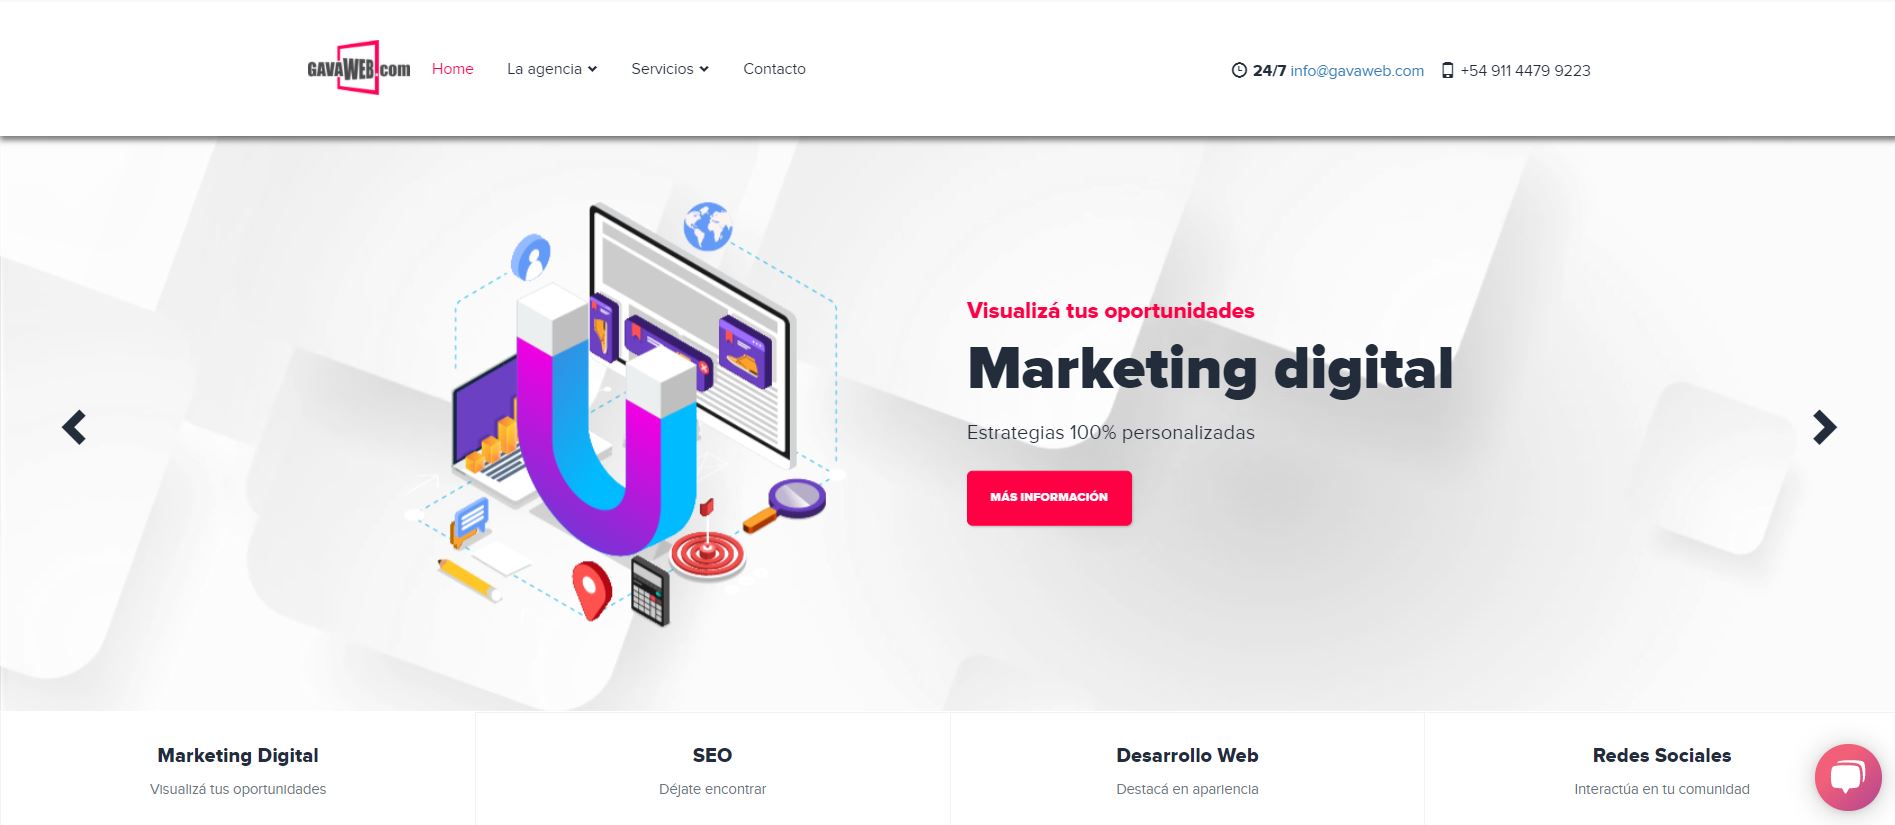 GAVAWEB.com
Home
La agencia
Servicios
Contacto
24/7 info@gavaweb.com
+54 911 4479 9223
Visualizá tus oportunidades
Marketing digital
Estrategias 100% personalizadas
MÁS INFORMACIÓN
Marketing Digital
Visualizá tus oportunidades
SEO
Déjate encontrar
Desarrollo Web
Destacá en apariencia
Redes Sociales
Interactúa en tu comunidad